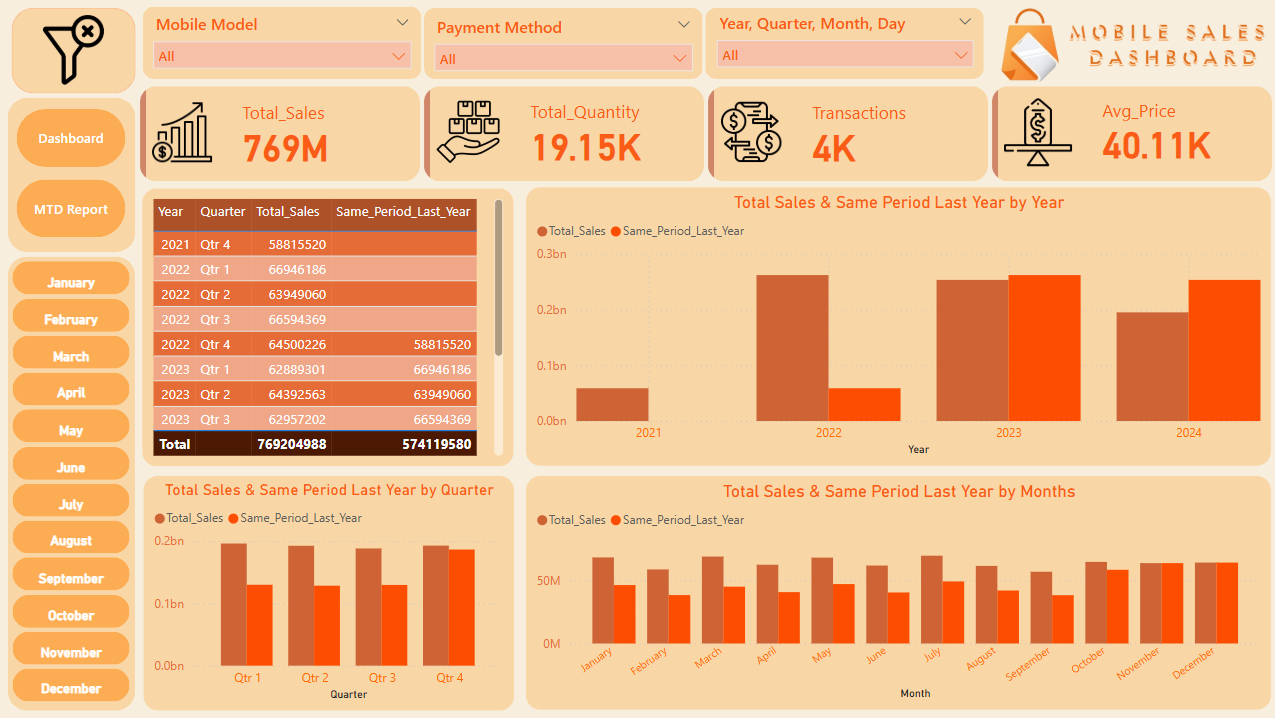 Mobile Model
All
Payment Method
All
Year, Quarter, Month, Day
All
MOBILE SALES
DASHBOARD
Dashboard
MTD Report
January
February
March
April
May
June
July
August
September
October
November
December
Total_Sales
769M
Total_Quantity
19.15K
Transactions
4K
Avg_Price
40.11K
Year Quarter Total_Sales Same_Period_Last_Year
2021 Qtr 4 58815520
2022 Qtr 1 66946186
2022 Qtr 2 63949060
2022 Qtr 3 66594369
2022 Qtr 4 64500226 58815520
2023 Qtr 1 62889301 66946186
2023 Qtr 2 64392563 63949060
2023 Qtr 3 62957202 66594369
Total 769204988 574119580
Total Sales & Same Period Last Year by Year
Total_Sales Same_Period_Last_Year
0.3bn
0.2bn
0.1bn
0.0bn
2021 2022 2023 2024
Year
Total Sales & Same Period Last Year by Quarter
Total_Sales Same_Period_Last_Year
0.2bn
0.1bn
0.0bn
Qtr 1 Qtr 2 Qtr 3 Qtr 4
Quarter
Total Sales & Same Period Last Year by Months
Total_Sales Same_Period_Last_Year
50M
0M
January February March April May June July August September October November December
Month